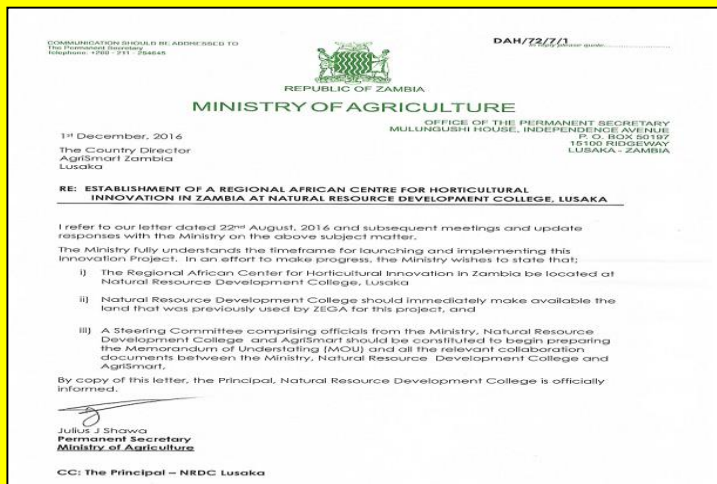 COMMUNICATION SHOULD BE ADDRESSED TO
The Permanent Secretary
Telephone: +260 - 211 - 254645
DAH/72/7/1
In reply please quote:
REPUBLIC OF ZAMBIA
MINISTRY OF AGRICULTURE
OFFICE OF THE PERMANENT SECRETARY
MULUNGUSHI HOUSE, INDEPENDENCE AVENUE
P. O. BOX 50197
15100 RIDGEWAY
LUSAKA - ZAMBIA
1st December, 2016
The Country Director
AgriSmart Zambia
Lusaka
RE: ESTABLISHMENT OF A REGIONAL AFRICAN CENTRE FOR HORTICULTURAL
INNOVATION IN ZAMBIA AT NATURAL RESOURCE DEVELOPMENT COLLEGE, LUSAKA
I refer to our letter dated 22nd August, 2016 and subsequent meetings and update
responses with the Ministry on the above subject matter.
The Ministry fully understands the timeframe for launching and implementing this
Innovation Project. In an effort to make progress, the Ministry wishes to state that;
i) The Regional African Center for Horticultural Innovation in Zambia be located at
Natural Resource Development College, Lusaka
ii) Natural Resource Development College should immediately make available the
land that was previously used by ZEGA for this project, and
iii) A Steering Committee comprising officials from the Ministry, Natural Resource
Development College and AgriSmart should be constituted to begin preparing
the Memorandum of Understating (MOU) and all the relevant collaboration
documents between the Ministry, Natural Resource Development College and
AgriSmart,
By copy of this letter, the Principal, Natural Resource Development College is officially
informed.
Julius J Shawa
Permanent Secretary
Ministry of Agriculture
CC: The Principal – NRDC Lusaka